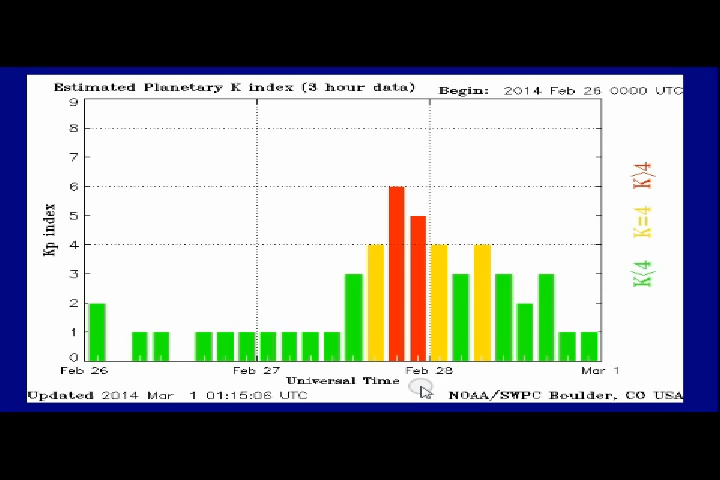 Estimated Planetary K index (3 hour data) Begin: 2014 Feb 26 0000 UTC
9
8
7
6
5
4
3
2
1
0
Kp index
K<4 K=4 K>4
Feb 26 Feb 27 Feb 28 Mar 1
Universal Time
Updated 2014 Mar 1 01:15:06 UTC NOAA/SWPC Boulder, CO USA